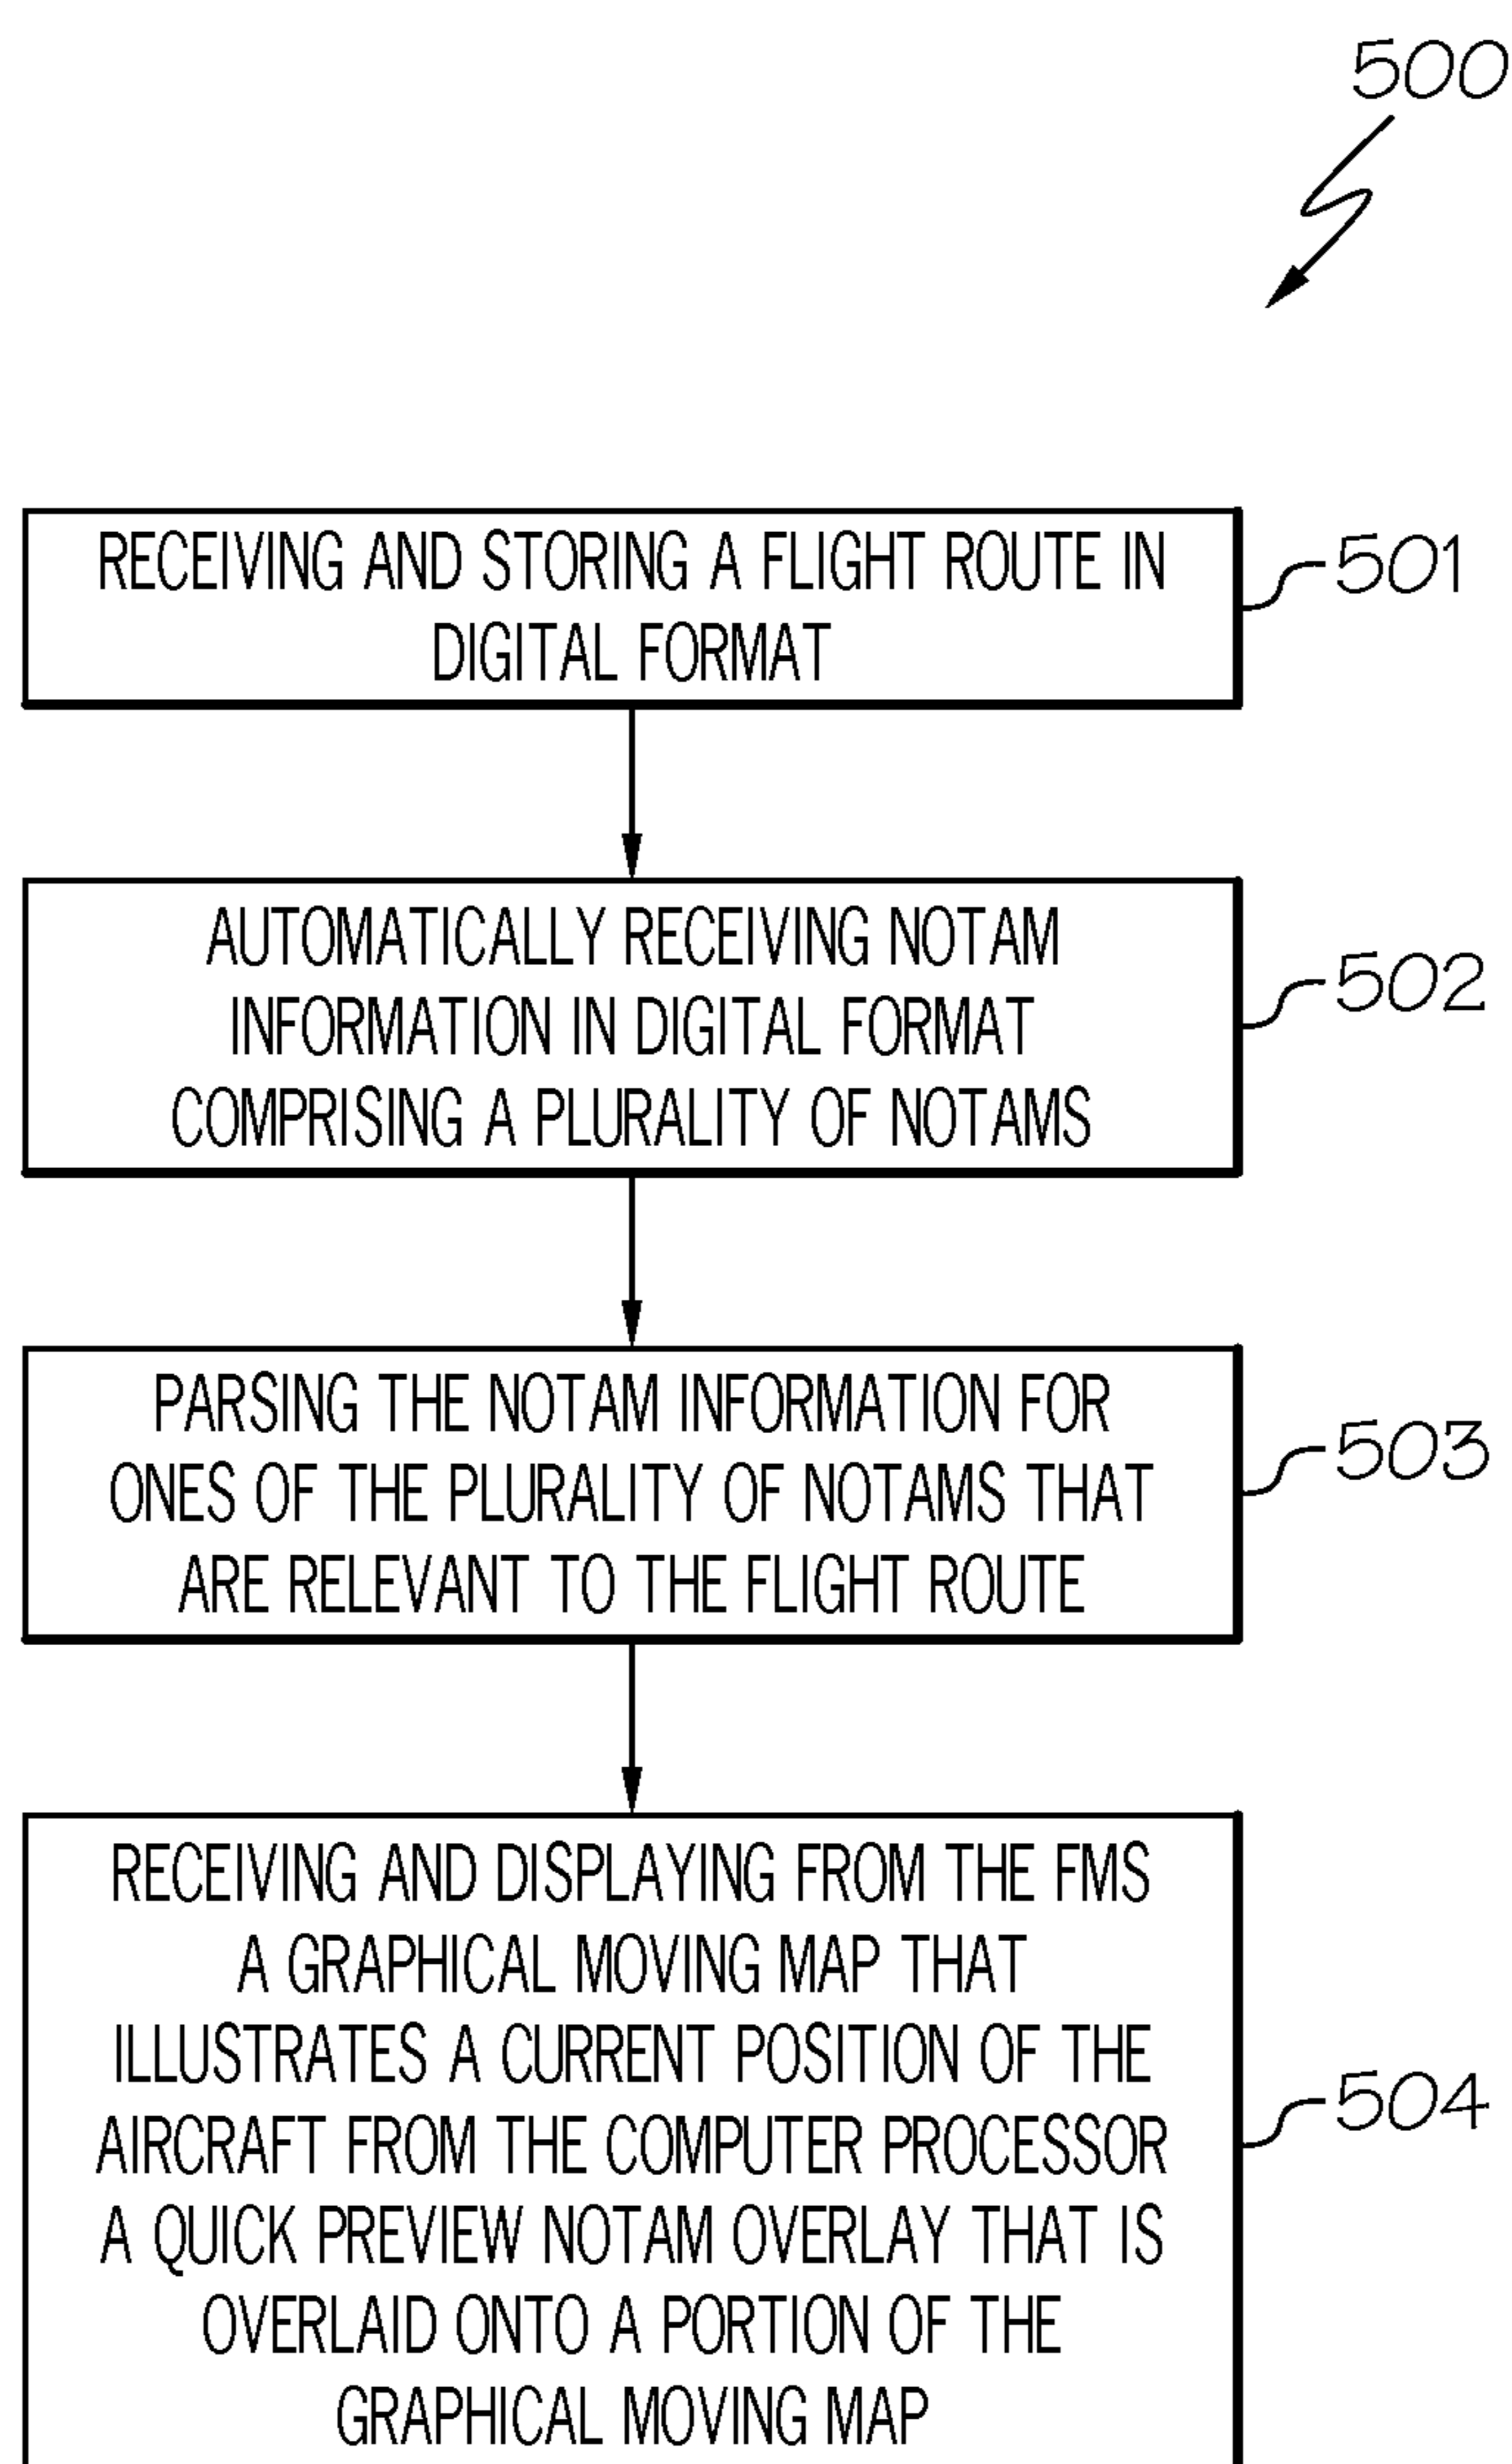 500
RECEIVING AND STORING A FLIGHT ROUTE IN
DIGITAL FORMAT
501
AUTOMATICALLY RECEIVING NOTAM
INFORMATION IN DIGITAL FORMAT
COMPRISING A PLURALITY OF NOTAMS
502
PARSING THE NOTAM INFORMATION FOR
ONES OF THE PLURALITY OF NOTAMS THAT
ARE RELEVANT TO THE FLIGHT ROUTE
503
RECEIVING AND DISPLAYING FROM THE FMS
A GRAPHICAL MOVING MAP THAT
ILLUSTRATES A CURRENT POSITION OF THE
AIRCRAFT FROM THE COMPUTER PROCESSOR
A QUICK PREVIEW NOTAM OVERLAY THAT IS
OVERLAID ONTO A PORTION OF THE
GRAPHICAL MOVING MAP
504